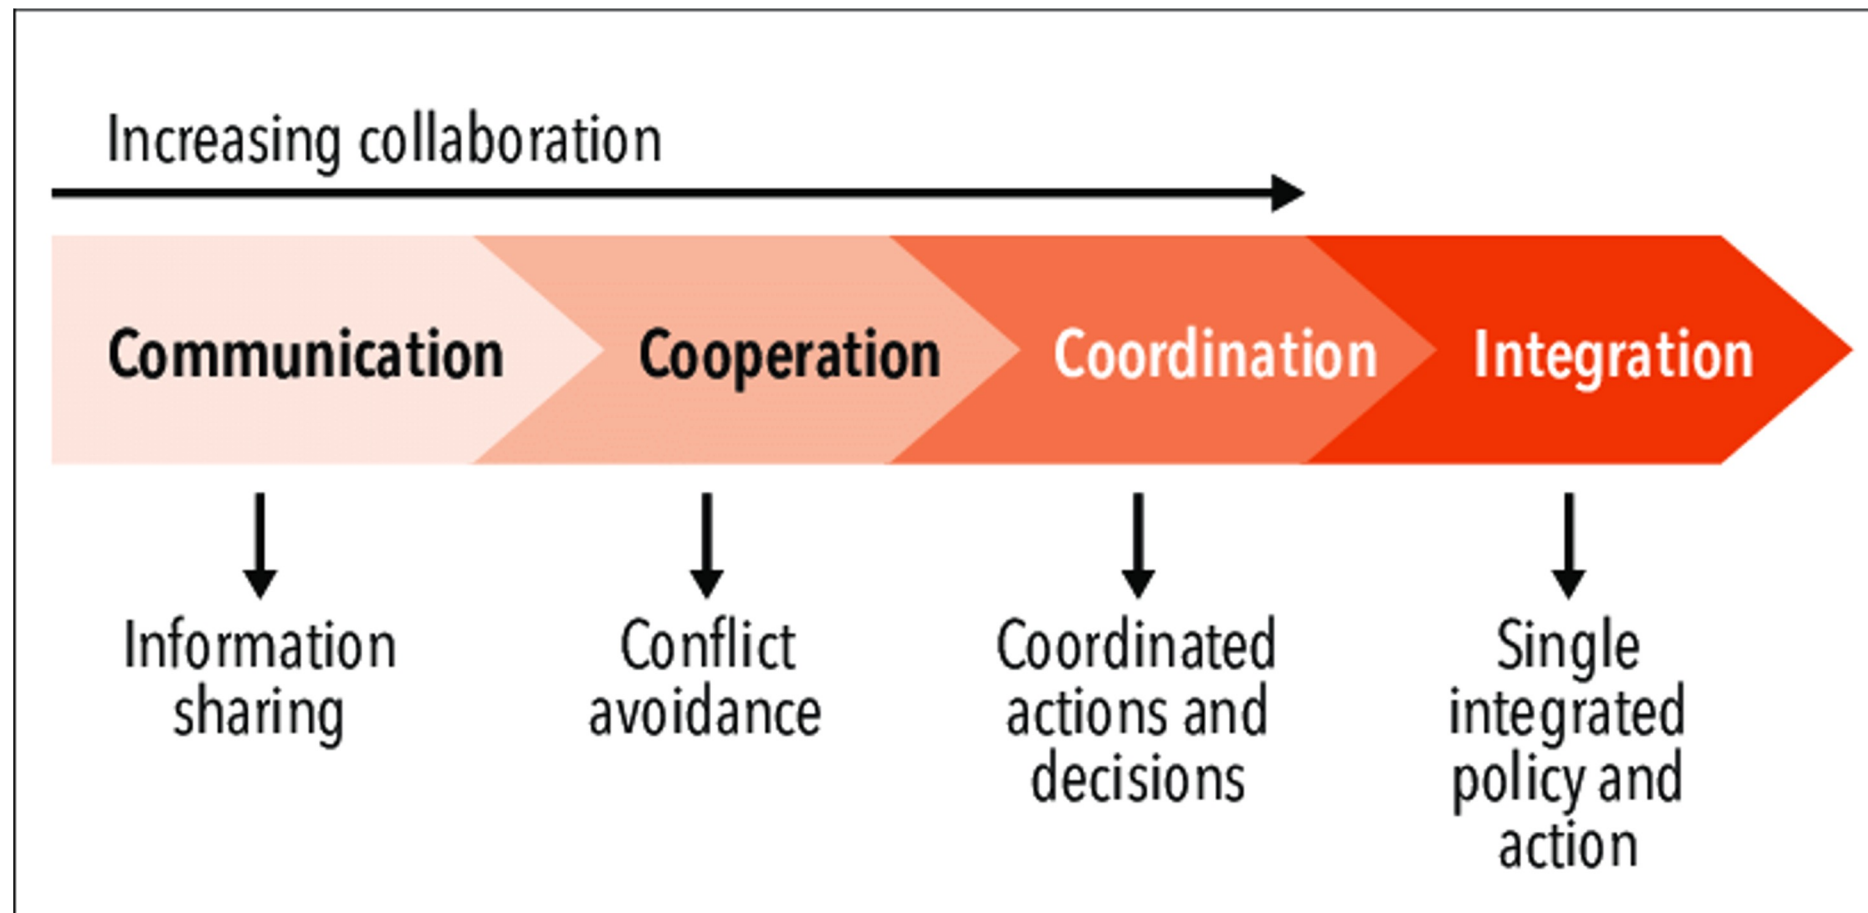 Increasing collaboration
Communication
Cooperation
Coordination
Integration
Information
sharing
Conflict
avoidance
Coordinated
actions and
decisions
Single
integrated
policy and
action